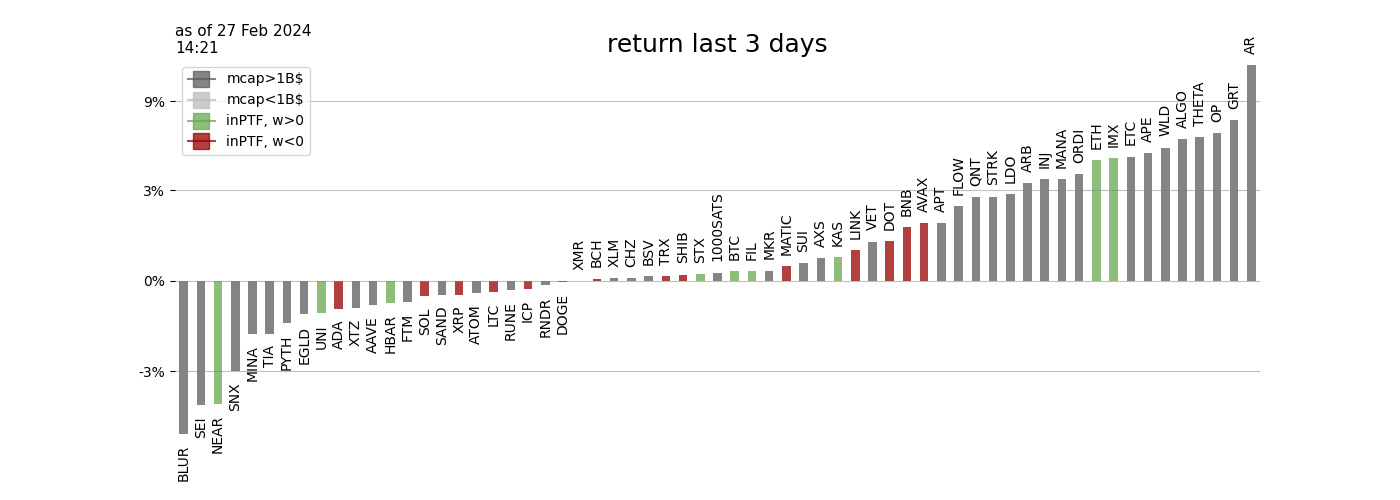 as of 27 Feb 2024
14:21
return last 3 days
mcap>1B$
mcap<1B$
inPTF, w>0
inPTF, w<0
9%
3%
0%
-3%
BLUR
SEI
NEAR
SNX
MINA
TIA
PYTH
EGLD
UNI
ADA
XTZ
AAVE
HBAR
FTM
SOL
SAND
XRP
ATOM
LTC
RUNE
ICP
RNDR
DOGE
XMR
BCH
XLM
CHZ
BSV
TRX
SHIB
STX
1000SATS
BTC
FIL
MKR
MATIC
SUI
AXS
KAS
LINK
VET
DOT
BNB
AVAX
APT
FLOW
QNT
STRK
LDO
ARB
INJ
MANA
ORDI
ETH
IMX
ETC
APE
WLD
ALGO
THETA
OP
GRT
AR